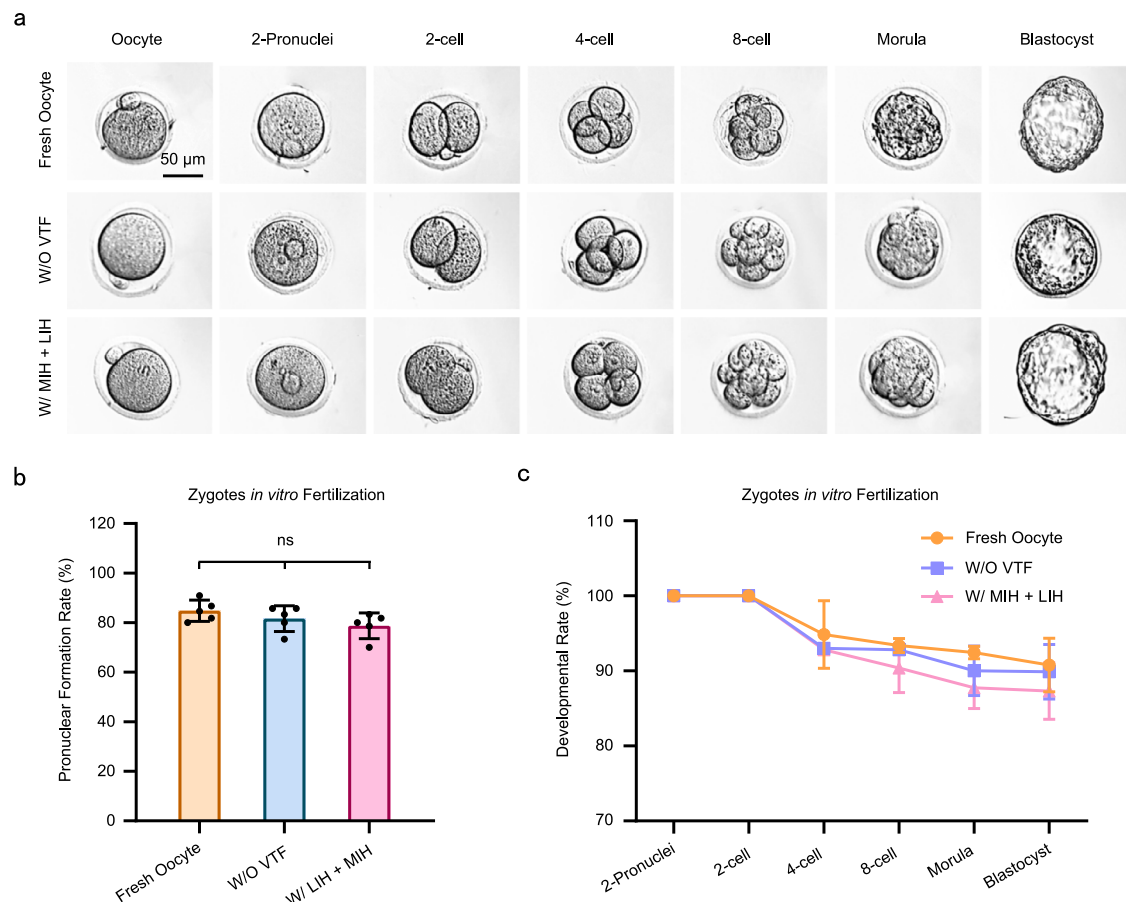 a
Oocyte 2-Pronuclei 2-cell 4-cell 8-cell Morula Blastocyst
Fresh Oocyte
50 μm
W/O VTF
W/ MIH + LIH
b
Zygotes in vitro Fertilization
Pronuclear Formation Rate (%)
120
100
80
60
40
20
0
ns
Fresh Oocyte
W/O VTF
W/ LIH + MIH
c
Zygotes in vitro Fertilization
Developmental Rate (%)
110
100
90
80
70
Fresh Oocyte
W/O VTF
W/ MIH + LIH
2-Pronuclei
2-cell
4-cell
8-cell
Morula
Blastocyst